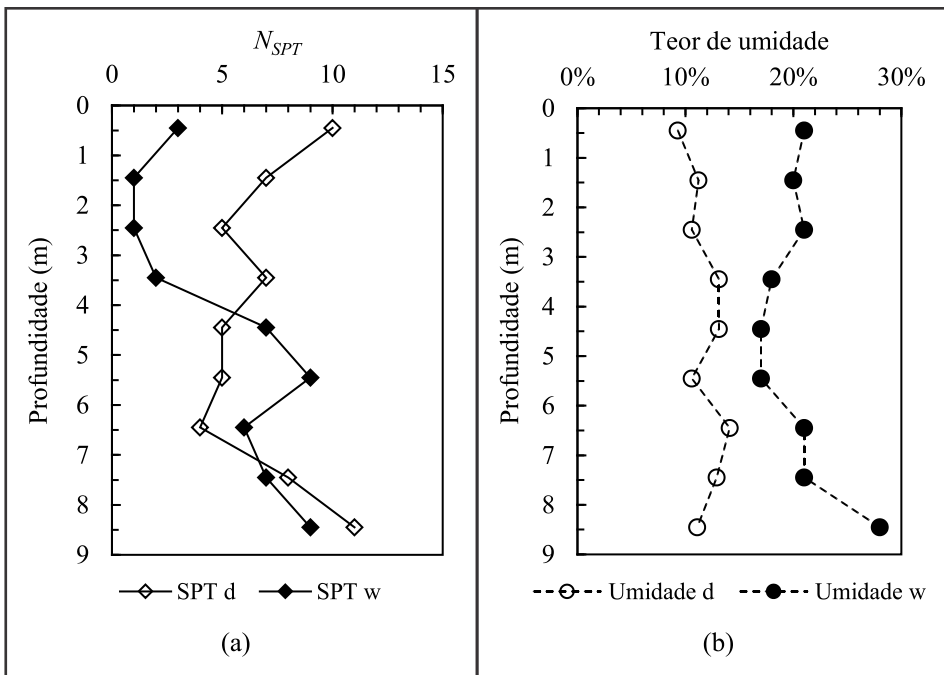 N_SPT
0 5 10 15
0
1
2
3
4
5
6
7
8
9
Profundidade (m)
SPT d SPT w
(a)
Teor de umidade
0% 10% 20% 30%
0
1
2
3
4
5
6
7
8
9
Profundidade (m)
Umidade d Umidade w
(b)